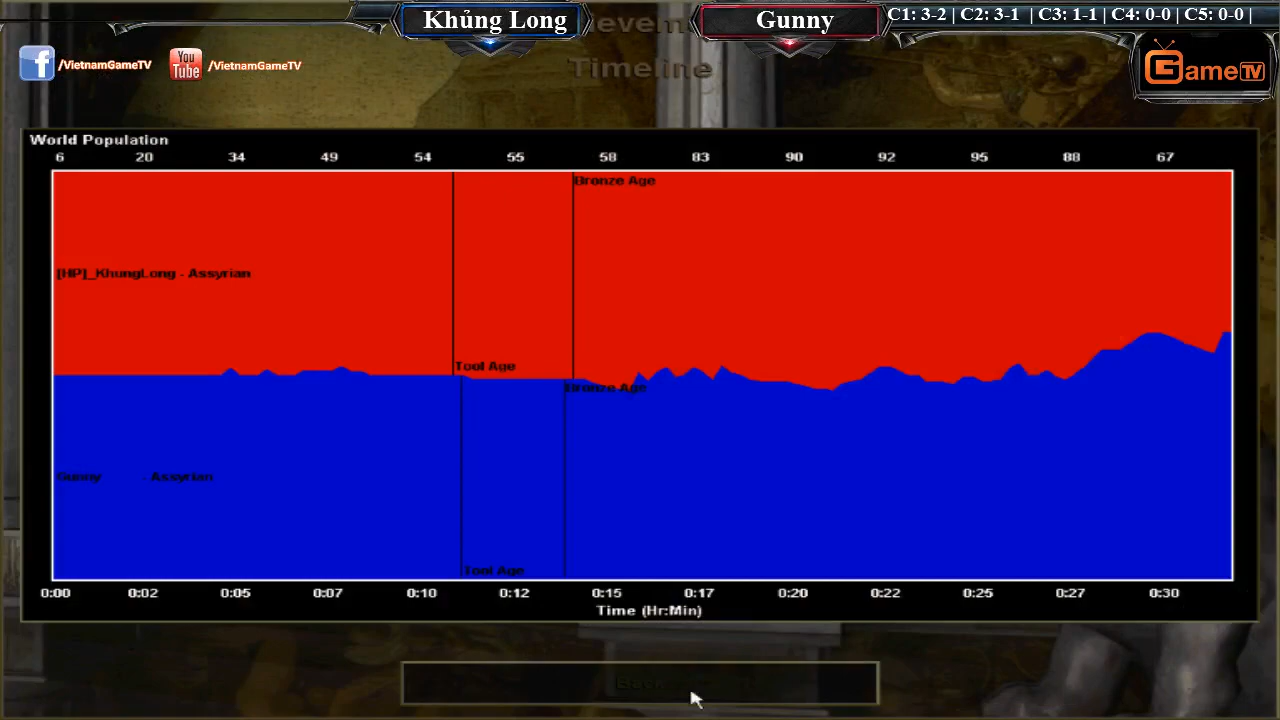 Khủng Long
Gunny
C1: 3-2 | C2: 3-1 | C3: 1-1 | C4: 0-0 | C5: 0-0 |
/VietnamGameTV
You Tube /VietnamGameTV
GameTV
Timeline
World Population
6 20 34 49 54 55 58 83 90 92 95 88 67
Bronze Age
[HP]_KhungLong - Assyrian
Tool Age
Bronze Age
Gunny - Assyrian
Tool Age
0:00 0:02 0:05 0:07 0:10 0:12 0:15 0:17 0:20 0:22 0:25 0:27 0:30
Time (Hr:Min)
Back